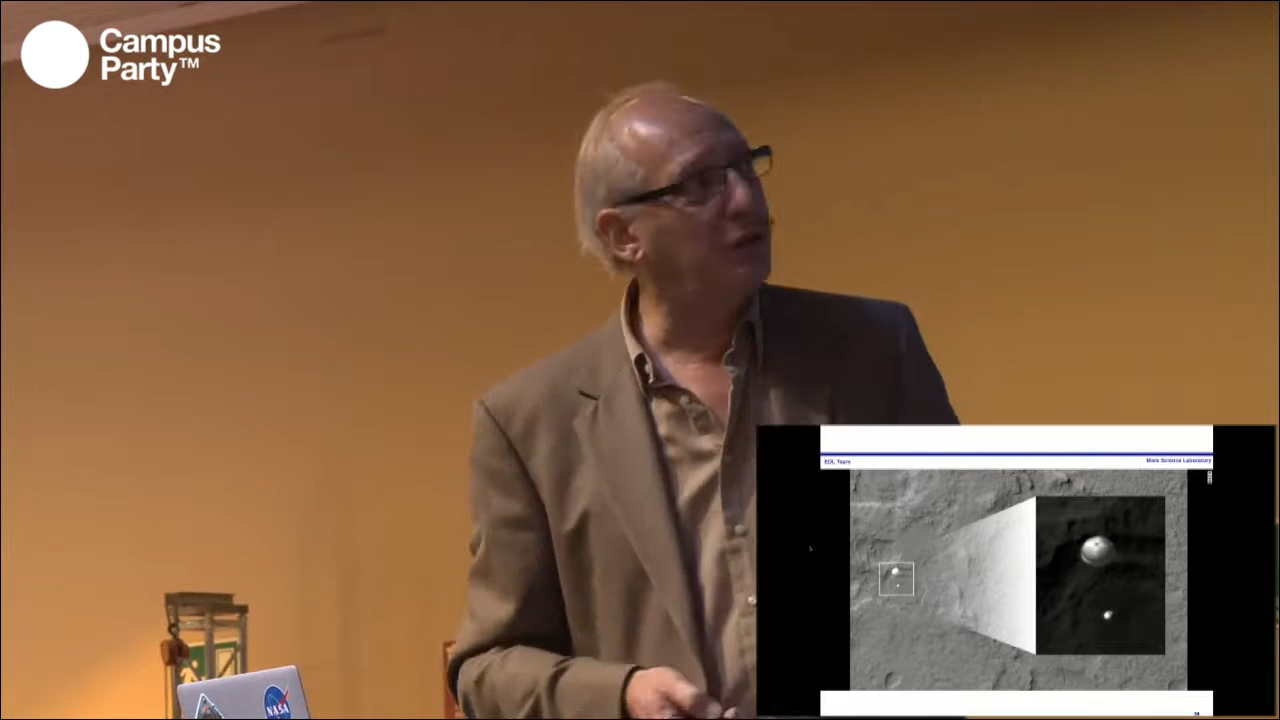 Campus
Party™
EDL Team
Mars Science Laboratory
NASA